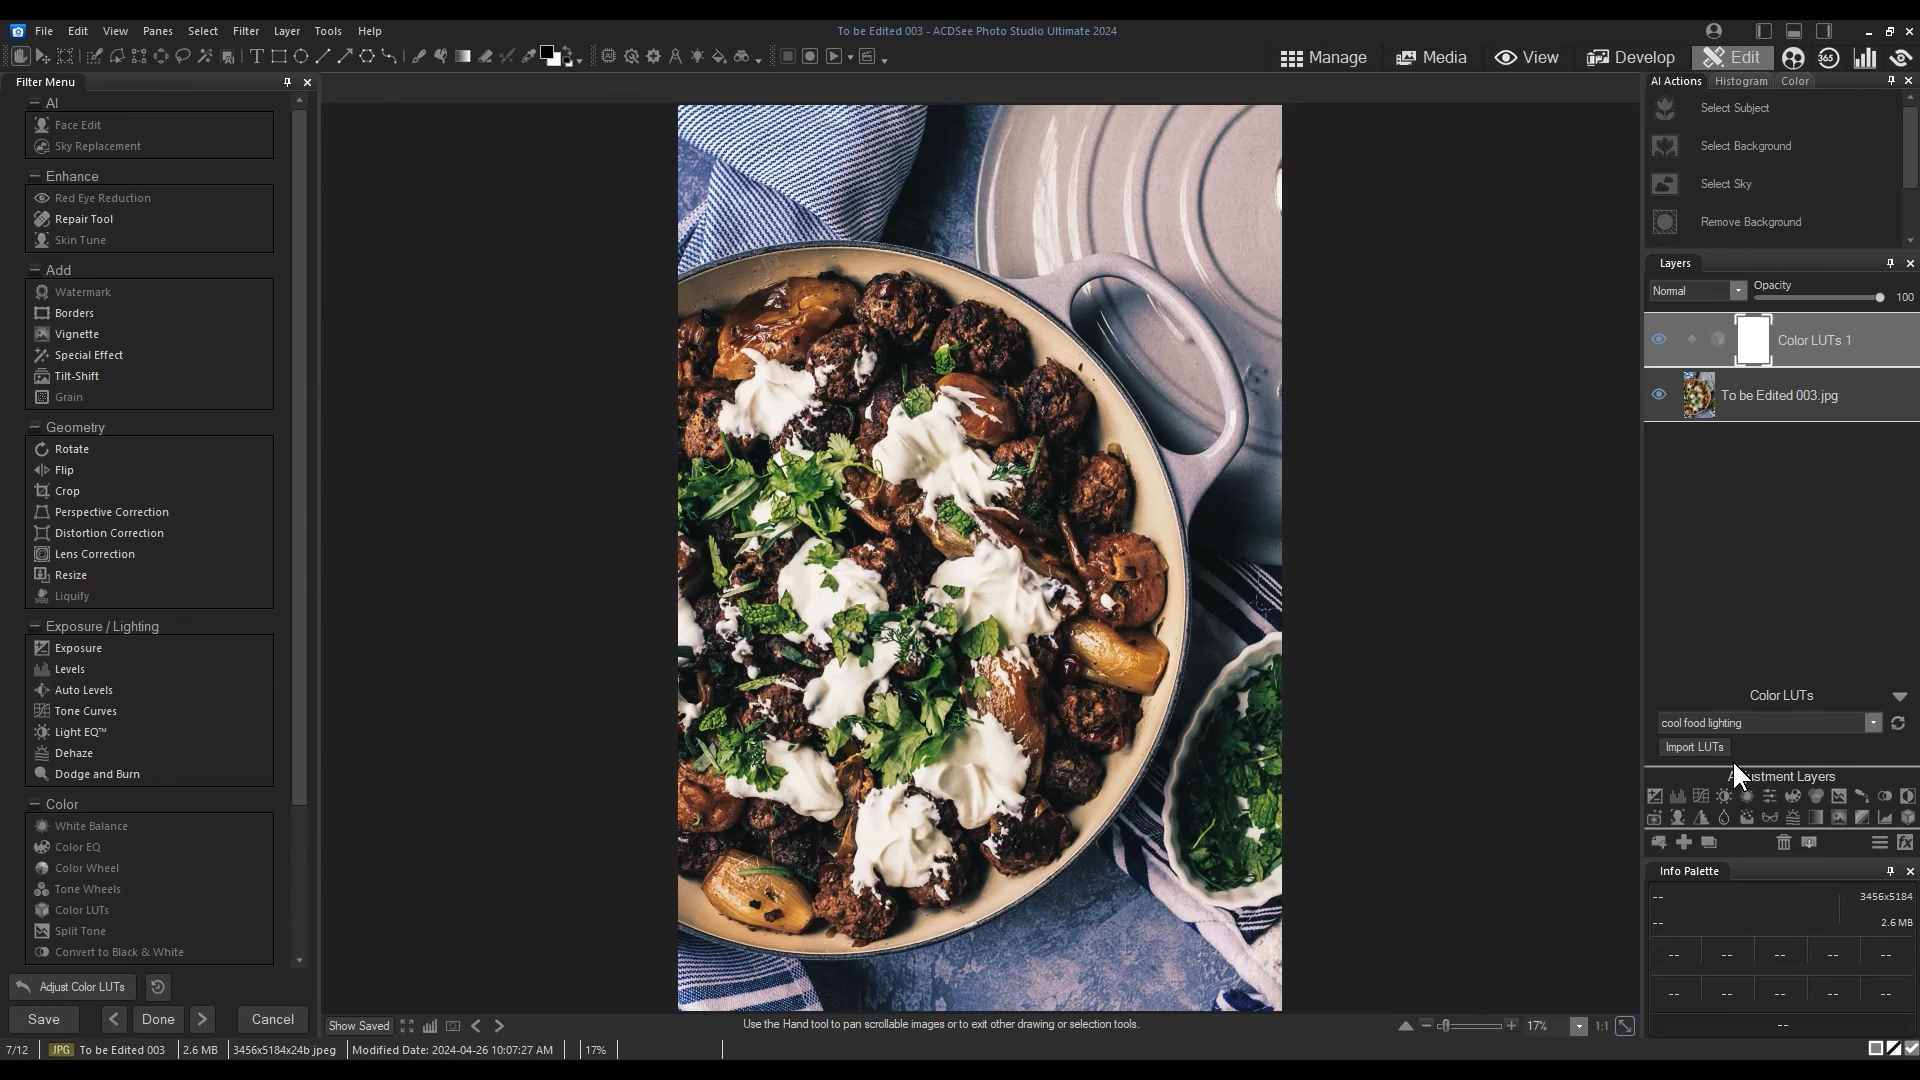 File Edit View Panes Select Filter Layer Tools Help
To be Edited 003 - ACDSee Photo Studio Ultimate 2024
Manage Media View Develop Edit 365
Filter Menu
AI
Face Edit
Sky Replacement
Enhance
Red Eye Reduction
Repair Tool
Skin Tune
Add
Watermark
Borders
Vignette
Special Effect
Tilt-Shift
Grain
Geometry
Rotate
Flip
Crop
Perspective Correction
Distortion Correction
Lens Correction
Resize
Liquify
Exposure / Lighting
Exposure
Levels
Auto Levels
Tone Curves
Light EQ™
Dehaze
Dodge and Burn
Color
White Balance
Color EQ
Color Wheel
Tone Wheels
Color LUTs
Split Tone
Convert to Black & White
Adjust Color LUTs
Save Done Cancel
AI Actions Histogram Color
Select Subject
Select Background
Select Sky
Remove Background
Layers
Normal Opacity 100
Color LUTs 1
To be Edited 003.jpg
Color LUTs
cool food lighting
Import LUTs
Adjustment Layers
Info Palette
-- 3456x5184
-- 2.6 MB
-- -- -- -- --
-- -- -- -- --
--
Show Saved
Use the Hand tool to pan scrollable images or to exit other drawing or selection tools.
17% 1:1
7/12 JPG To be Edited 003 2.6 MB 3456x5184x24b jpeg Modified Date: 2024-04-26 10:07:27 AM 17%